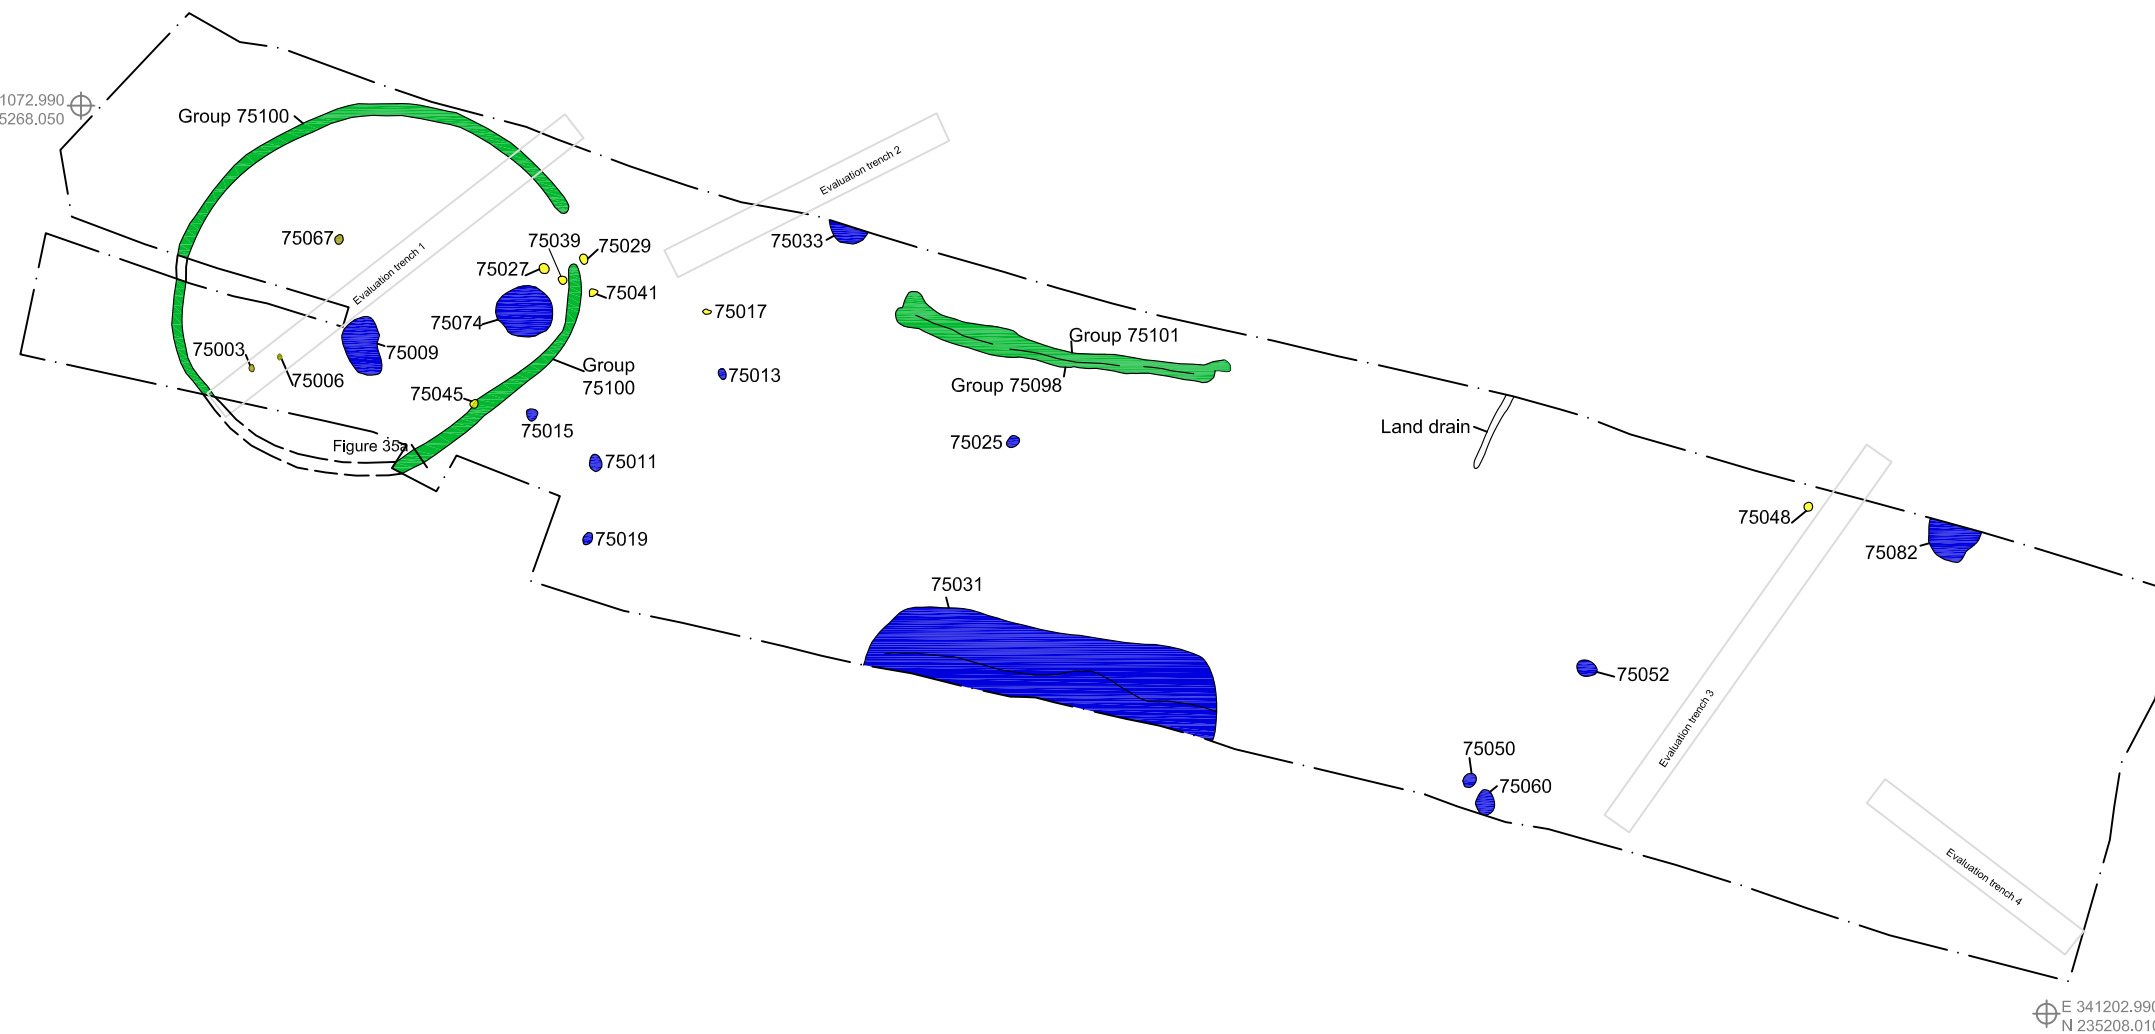 1072.990
5268.050
Group 75100
Evaluation trench 2
75067
75039
75029
75033
Evaluation trench 1
75027
75041
75017
75074
75003
75009
75006
Group 75101
Group
75100
75013
Group 75098
75045
75015
Land drain
Figure 35a
75025
75011
75048
75019
75082
75031
75052
Evaluation trench 3
75050
75060
Evaluation trench 4
E 341202.990
N 235208.010